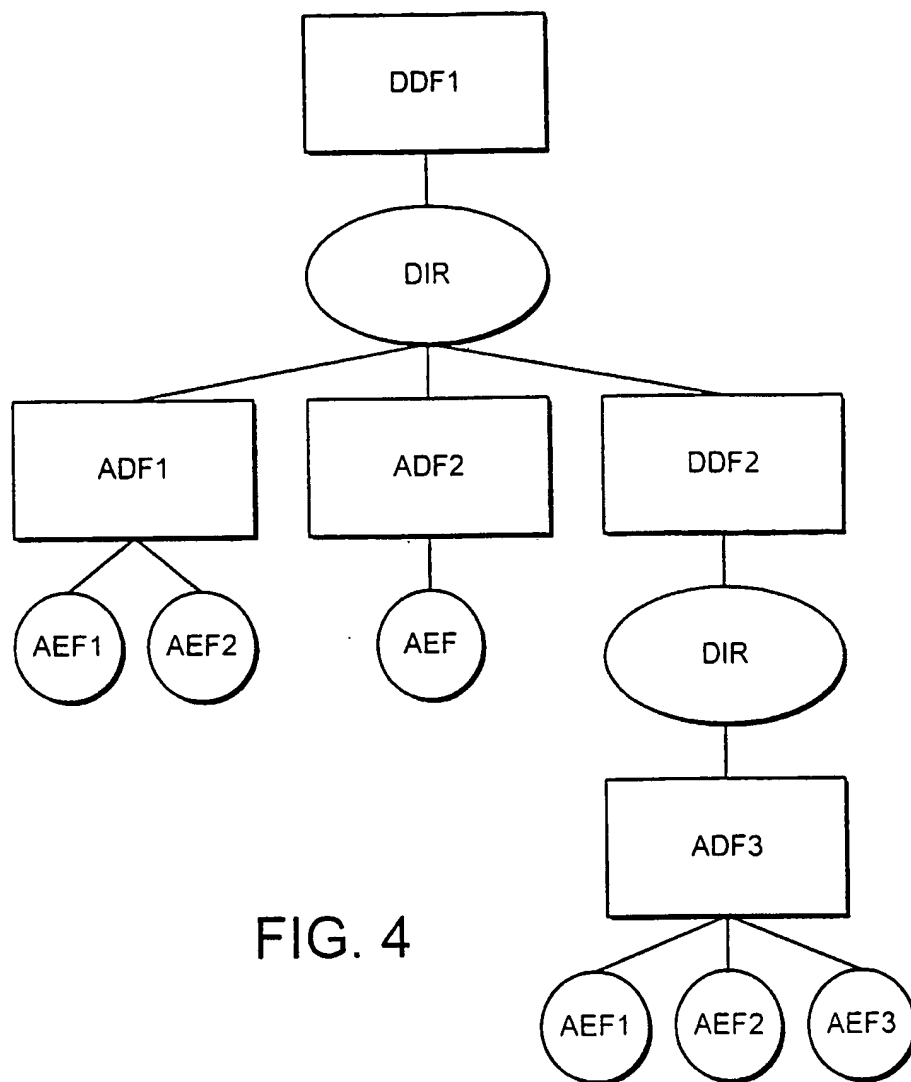 DDF1
DIR
ADF1
ADF2
DDF2
AEF1
AEF2
AEF
DIR
ADF3
FIG. 4
AEF1
AEF2
AEF3